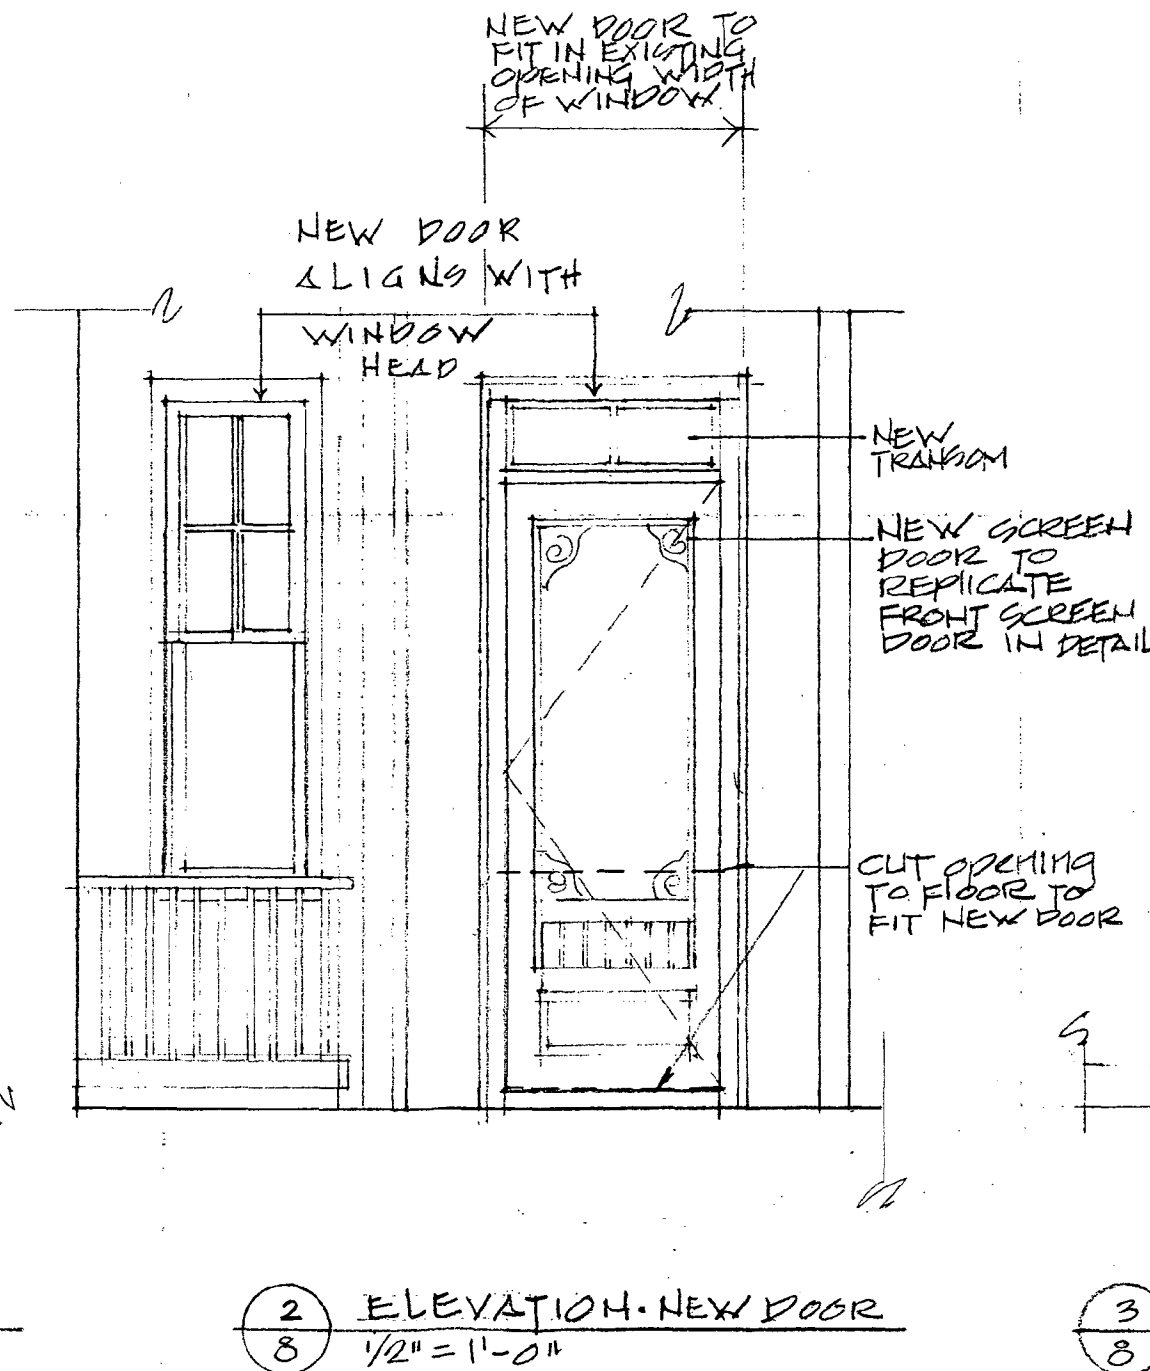 NEW DOOR TO
FIT IN EXISTING
OPENING WIDTH
OF WINDOW
NEW DOOR
ALIGNS WITH
WINDOW
HEAD
NEW
TRANSOM
NEW SCREEN
DOOR TO
REPLICATE
FRONT SCREEN
DOOR IN DETAIL
CUT OPENING
TO FLOOR TO
FIT NEW DOOR
2
8
ELEVATION · NEW DOOR
1/2" = 1'-0"
3
8